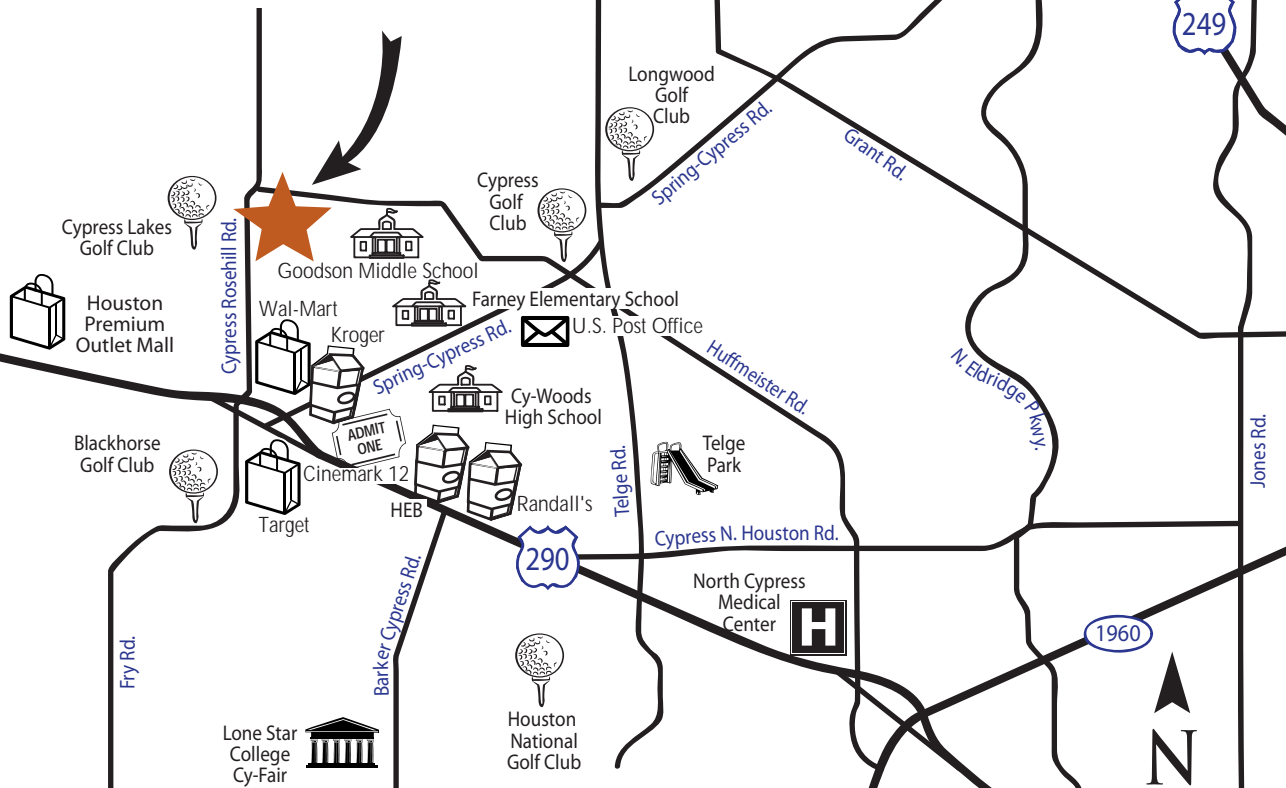 249
Longwood
Golf
Club
Spring-Cypress Rd.
Grant Rd.
Cypress
Golf
Club
Cypress Lakes
Golf Club
Cypress Rosehill Rd.
Goodson Middle School
Houston
Premium
Outlet Mall
Wal-Mart
Farney Elementary School
U.S. Post Office
Kroger
Spring-Cypress Rd.
Huffmeister Rd.
N. Eldridge Pkwy.
Cy-Woods
High School
ADMIT
ONE
Blackhorse
Golf Club
Cinemark 12
Telge Rd.
Telge
Park
Jones Rd.
Target
HEB
Randall's
290
Cypress N. Houston Rd.
Barker Cypress Rd.
North Cypress
Medical
Center
H
1960
Fry Rd.
Houston
National
Golf Club
Lone Star
College
Cy-Fair
N